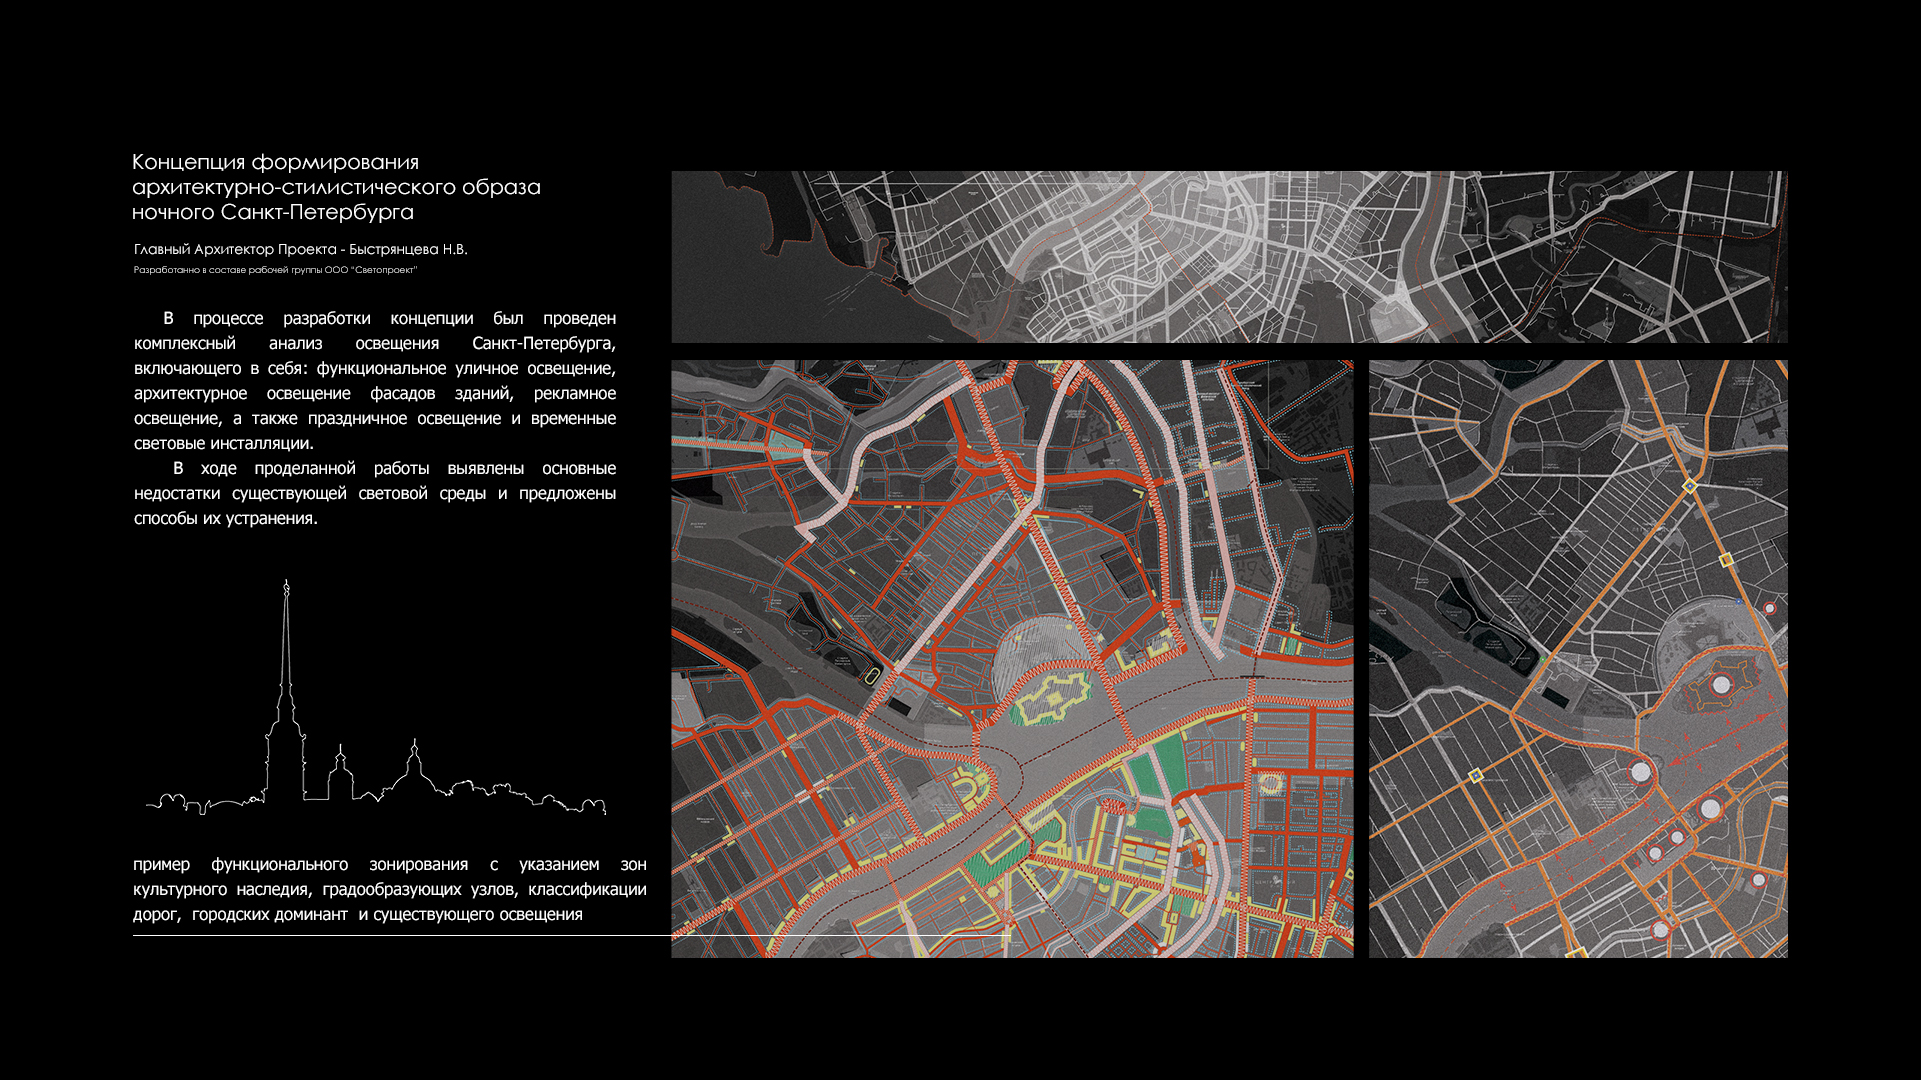 Концепция формирования
архитектурно-стилистического образа
ночного Санкт-Петербурга
Главный Архитектор Проекта - Быстрянцева Н.В.
Разработанно в составе рабочей группы ООО "Светопроект"
В процессе разработки концепции был проведен
комплексный анализ освещения Санкт-Петербурга,
включающего в себя: функциональное уличное освещение,
архитектурное освещение фасадов зданий, рекламное
освещение, а также праздничное освещение и временные
световые инсталляции.
В ходе проделанной работы выявлены основные
недостатки существующей световой среды и предложены
способы их устранения.
пример функционального зонирования с указанием зон
культурного наследия, градообразующих узлов, классификации
дорог, городских доминант и существующего освещения